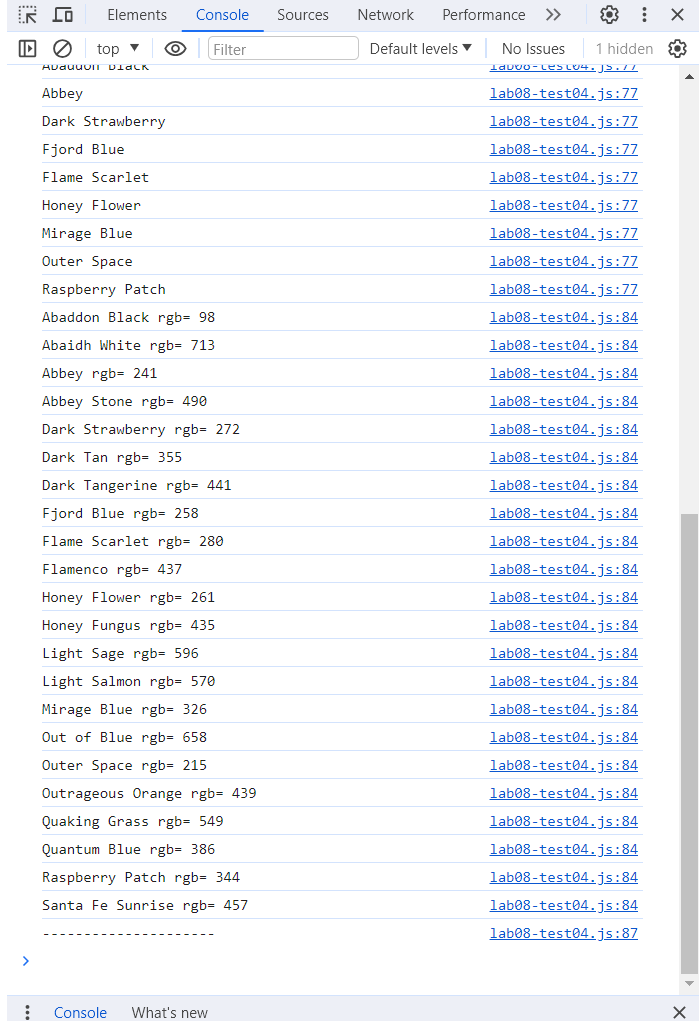 Elements Console Sources Network Performance
top Filter Default levels No Issues 1 hidden
Abaddon Black lab08-test04.js:77
Abbey lab08-test04.js:77
Dark Strawberry lab08-test04.js:77
Fjord Blue lab08-test04.js:77
Flame Scarlet lab08-test04.js:77
Honey Flower lab08-test04.js:77
Mirage Blue lab08-test04.js:77
Outer Space lab08-test04.js:77
Raspberry Patch lab08-test04.js:77
Abaddon Black rgb= 98 lab08-test04.js:84
Abaidh White rgb= 713 lab08-test04.js:84
Abbey rgb= 241 lab08-test04.js:84
Abbey Stone rgb= 490 lab08-test04.js:84
Dark Strawberry rgb= 272 lab08-test04.js:84
Dark Tan rgb= 355 lab08-test04.js:84
Dark Tangerine rgb= 441 lab08-test04.js:84
Fjord Blue rgb= 258 lab08-test04.js:84
Flame Scarlet rgb= 280 lab08-test04.js:84
Flamenco rgb= 437 lab08-test04.js:84
Honey Flower rgb= 261 lab08-test04.js:84
Honey Fungus rgb= 435 lab08-test04.js:84
Light Sage rgb= 596 lab08-test04.js:84
Light Salmon rgb= 570 lab08-test04.js:84
Mirage Blue rgb= 326 lab08-test04.js:84
Out of Blue rgb= 658 lab08-test04.js:84
Outer Space rgb= 215 lab08-test04.js:84
Outrageous Orange rgb= 439 lab08-test04.js:84
Quaking Grass rgb= 549 lab08-test04.js:84
Quantum Blue rgb= 386 lab08-test04.js:84
Raspberry Patch rgb= 344 lab08-test04.js:84
Santa Fe Sunrise rgb= 457 lab08-test04.js:84
--------------------- lab08-test04.js:87
Console What's new